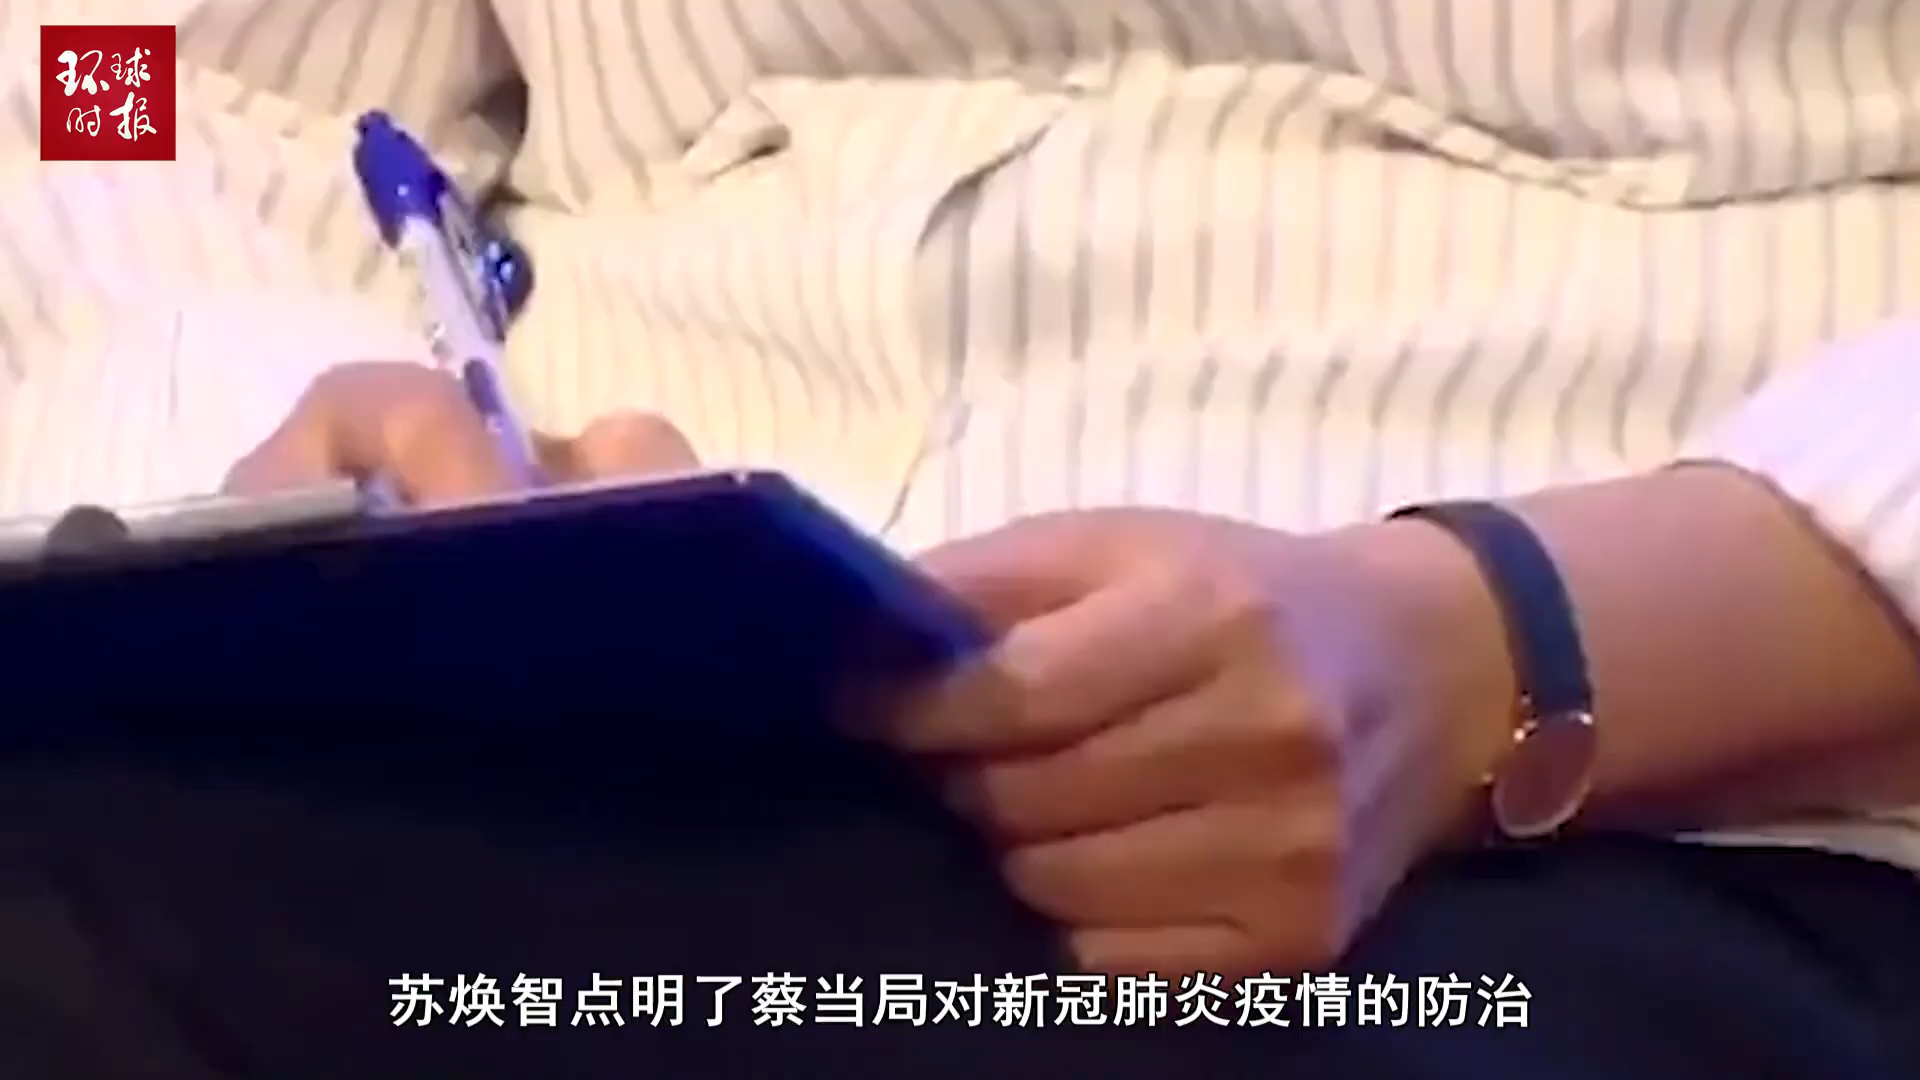 环球
时报
苏焕智点明了蔡当局对新冠肺炎疫情的防治